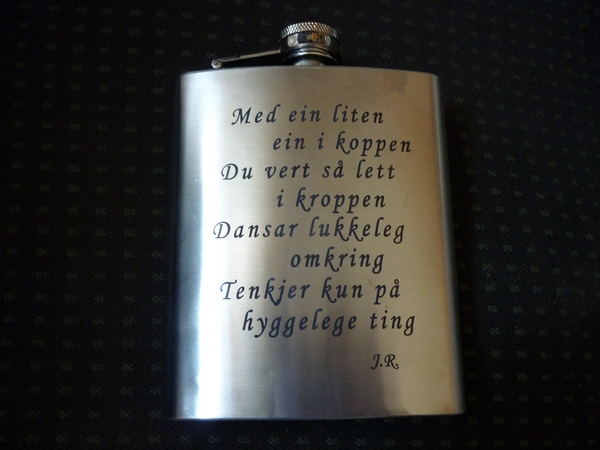 Med ein liten
ein i koppen
Du vert så lett
i kroppen
Dansar lukkeleg
omkring
Tenkjer kun på
hyggelege ting
J.R.